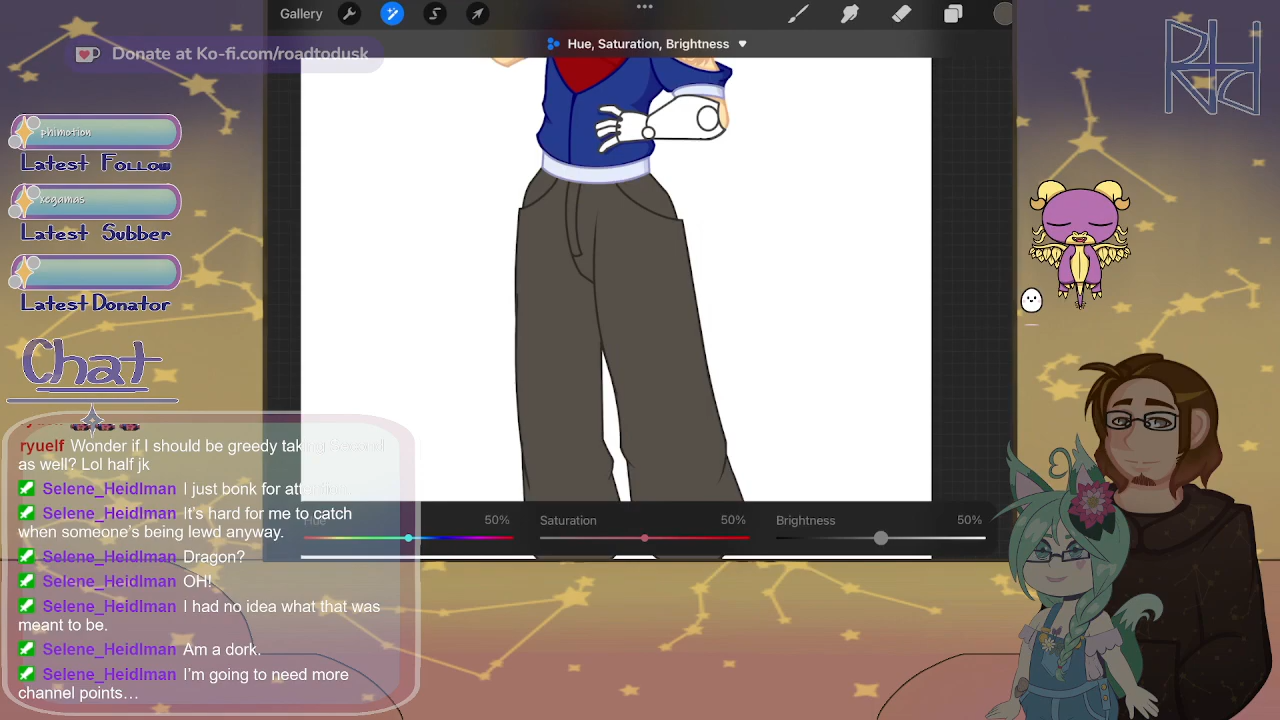 Gallery
Hue, Saturation, Brightness
Donate at Ko-fi.com/roadtodusk
phimotion
Latest Follow
xcgamas
Latest Subber
Latest Donator
Chat
ryuelf Wonder if I should be greedy taking
as well? Lol half jk
Selene_Heidlman I just bonk for
Selene_Heidlman It's hard for me to catch
when someone's being lewd anyway.
Selene_Heidlman Dragon?
Selene_Heidlman OH!
Selene_Heidlman I had no idea what that was
meant to be.
Selene_Heidlman Am a dork.
Selene_Heidlman I'm going to need more
channel points…
Hue 50%
Saturation 50%
Brightness 50%